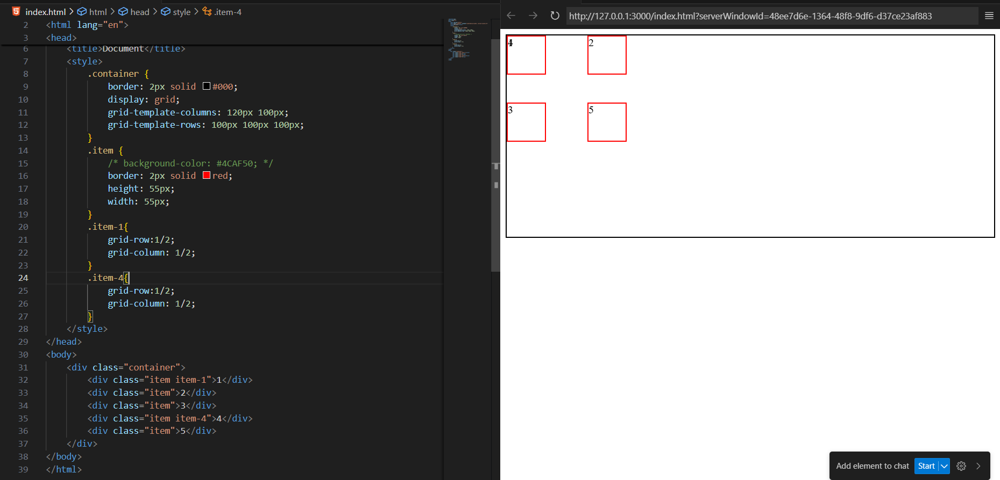 index.html > html > head > style > .item-4
2 <html lang="en">
3 <head>
6 <title>Document</title>
7 <style>
8 .container {
9 border: 2px solid #000;
10 display: grid;
11 grid-template-columns: 120px 100px;
12 grid-template-rows: 100px 100px 100px;
13 }
14 .item {
15 /* background-color: #4CAF50; */
16 border: 2px solid red;
17 height: 55px;
18 width: 55px;
19 }
20 .item-1{
21 grid-row:1/2;
22 grid-column: 1/2;
23 }
24 .item-4{
25 grid-row:1/2;
26 grid-column: 1/2;
27 }
28 </style>
29 </head>
30 <body>
31 <div class="container">
32 <div class="item item-1">1</div>
33 <div class="item">2</div>
34 <div class="item">3</div>
35 <div class="item item-4">4</div>
36 <div class="item">5</div>
37 </div>
38 </body>
39 </html>
http://127.0.0.1:3000/index.html?serverWindowId=48ee7d6e-1364-48f8-9df6-d37ce23af883
4 2
3 5
Add element to chat Start